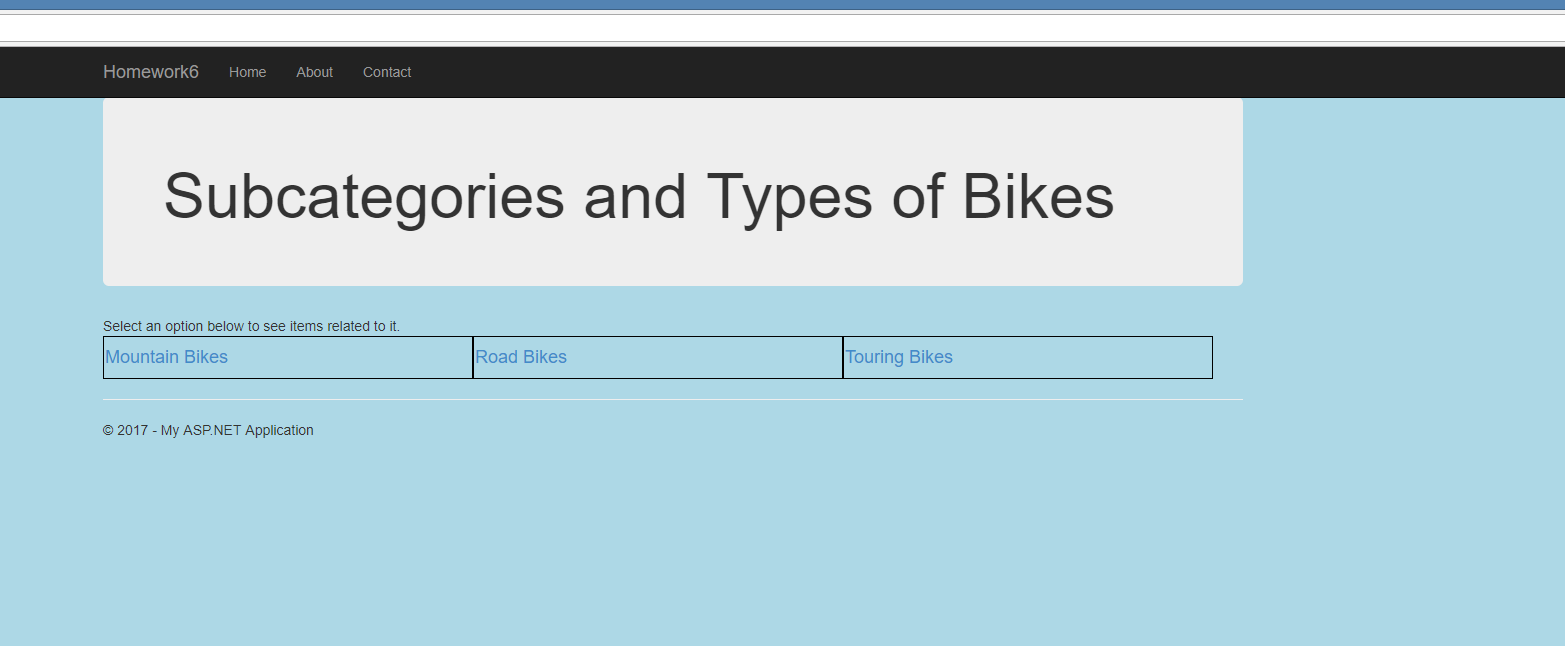 Homework6 Home About Contact
Subcategories and Types of Bikes
Select an option below to see items related to it.
Mountain Bikes Road Bikes Touring Bikes
© 2017 - My ASP.NET Application